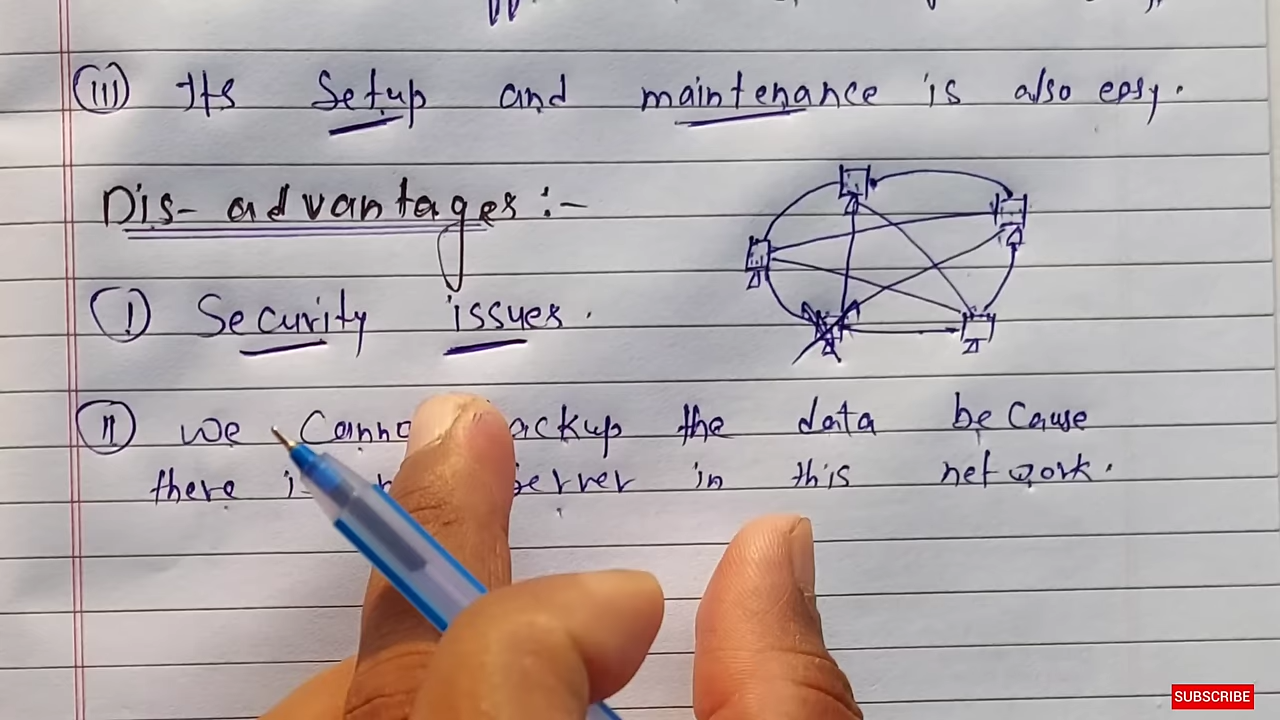 (III) Its Setup and maintenance is also easy.
Dis-advantages :-
(I) Security issues.
(II) we backup the data because
there in this network.
SUBSCRIBE